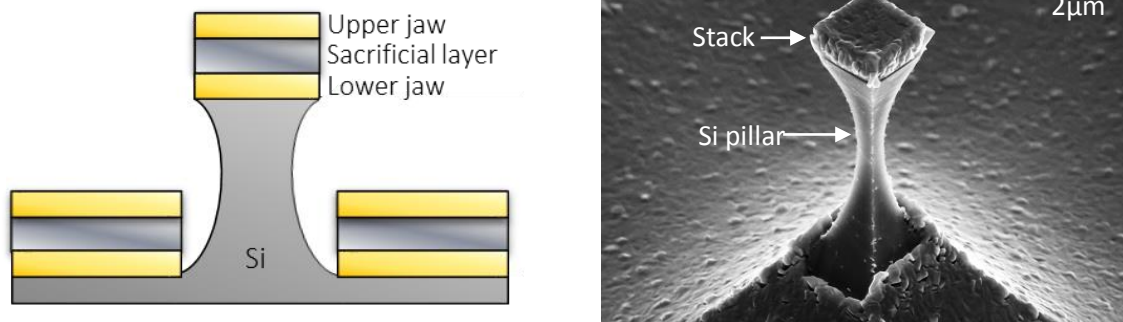 Upper jaw
Sacrificial layer
Lower jaw
Si
2μm
Stack
Si pillar